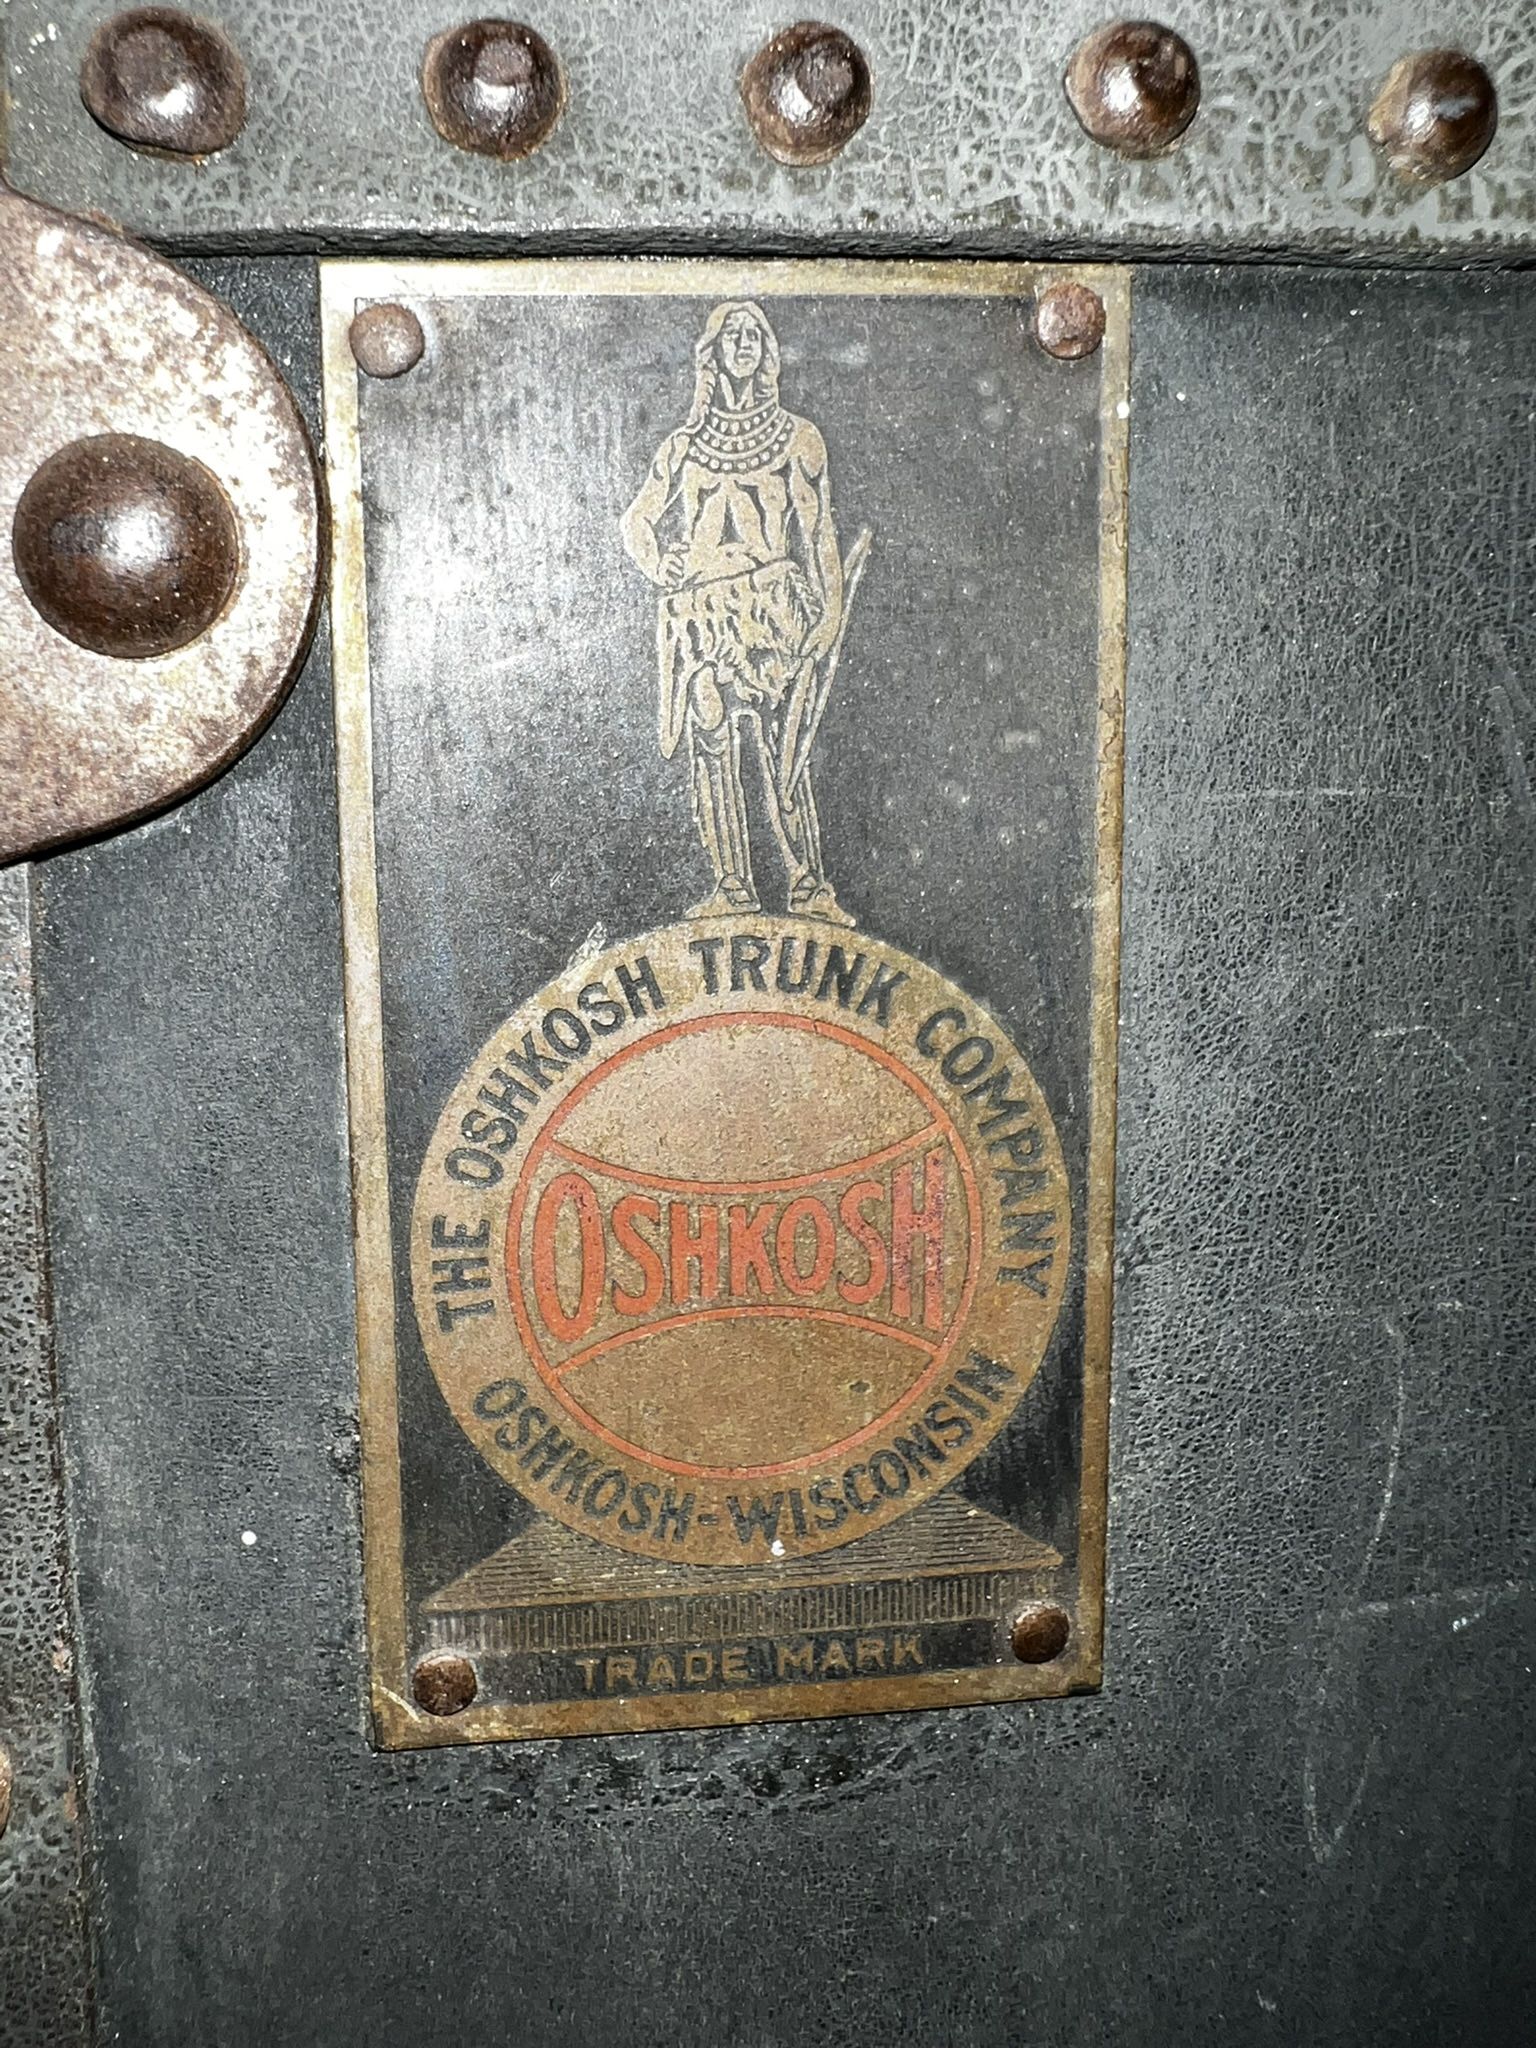 THE OSHKOSH TRUNK COMPANY
OSHKOSH
OSHKOSH-WISCONSIN
TRADE MARK